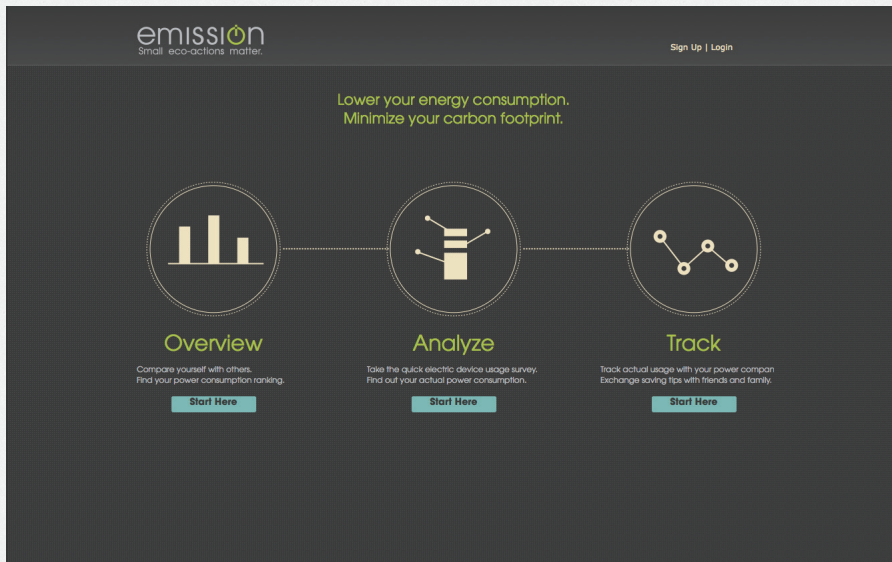 emission
Small eco-actions matter.
Sign Up | Login
Lower your energy consumption.
Minimize your carbon footprint.
Overview
Compare yourself with others.
Find your power consumption ranking.
Start Here
Analyze
Take the quick electric device usage survey.
Find out your actual power consumption.
Start Here
Track
Track actual usage with your power compan
Exchange saving tips with friends and family.
Start Here